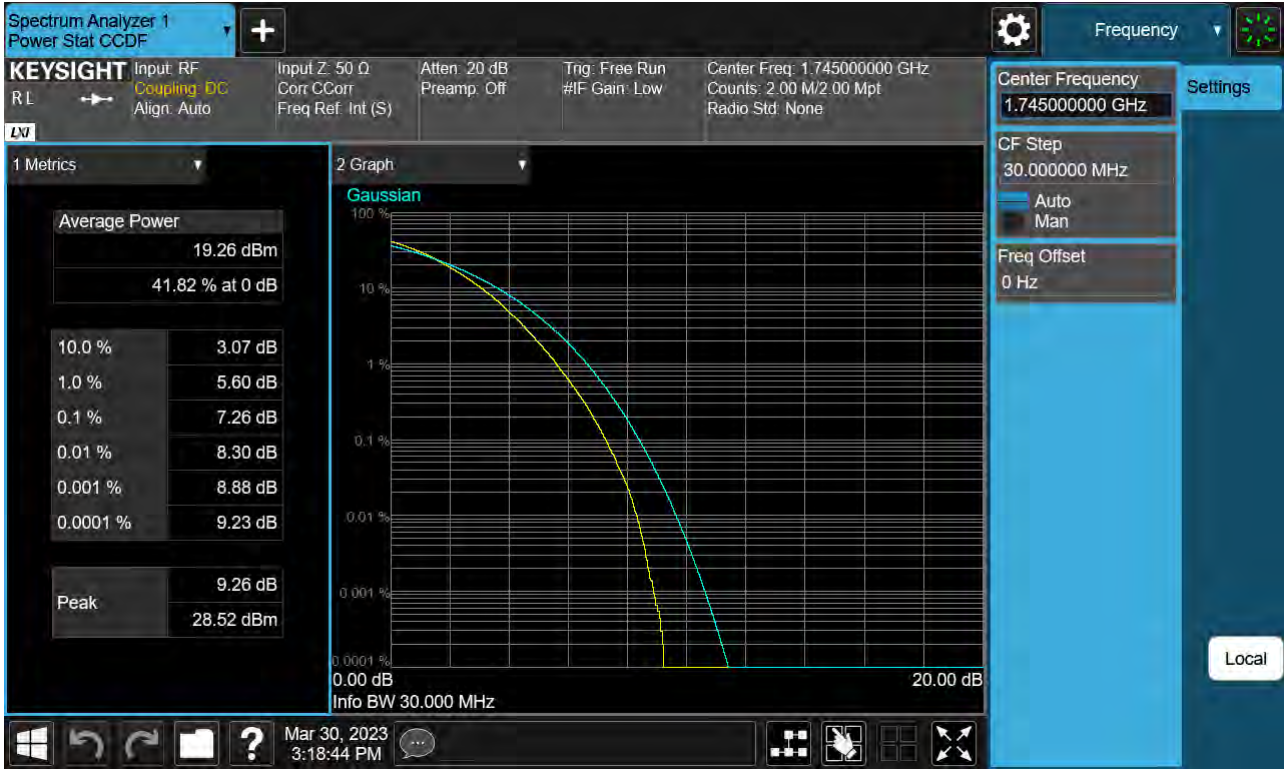 Spectrum Analyzer 1
Power Stat CCDF
+
Frequency
KEYSIGHT
R L
LXI
Input: RF
Coupling: DC
Align: Auto
Input Z: 50 Ω
Corr CCorr
Freq Ref: Int (S)
Atten: 20 dB
Preamp: Off
Trig: Free Run
#IF Gain: Low
Center Freq: 1.745000000 GHz
Counts: 2.00 M/2.00 Mpt
Radio Std: None
Center Frequency
1.745000000 GHz
Settings
CF Step
30.000000 MHz
Auto
Man
Freq Offset
0 Hz
Local
1 Metrics
Average Power
19.26 dBm
41.82 % at 0 dB
10.0 % 3.07 dB
1.0 % 5.60 dB
0.1 % 7.26 dB
0.01 % 8.30 dB
0.001 % 8.88 dB
0.0001 % 9.23 dB
Peak
9.26 dB
28.52 dBm
2 Graph
Gaussian
100 %
10 %
1 %
0.1 %
0.01 %
0.001 %
0.0001 %
0.00 dB 20.00 dB
Info BW 30.000 MHz
?
Mar 30, 2023
3:18:44 PM